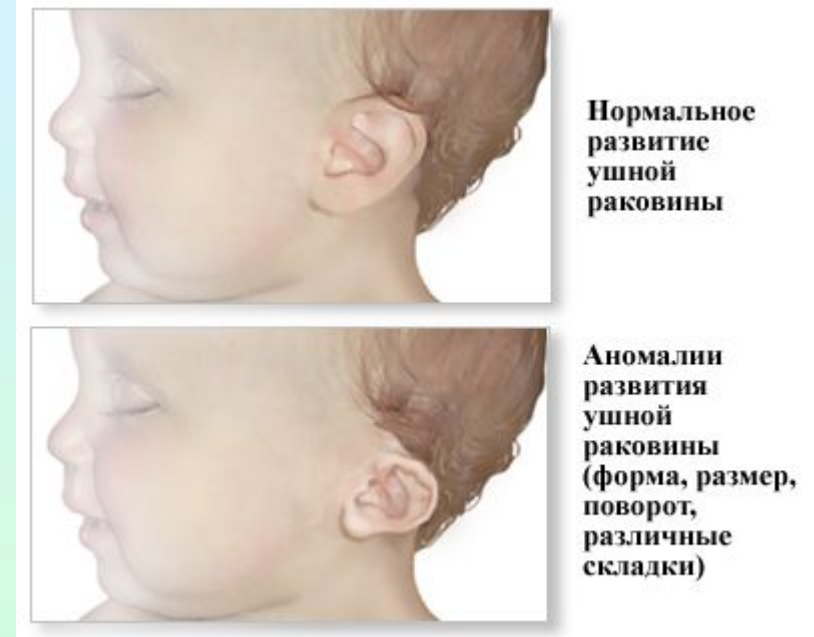 Нормальное
развитие
ушной
раковины
Аномалии
развития
ушной
раковины
(форма, размер,
поворот,
различные
складки)